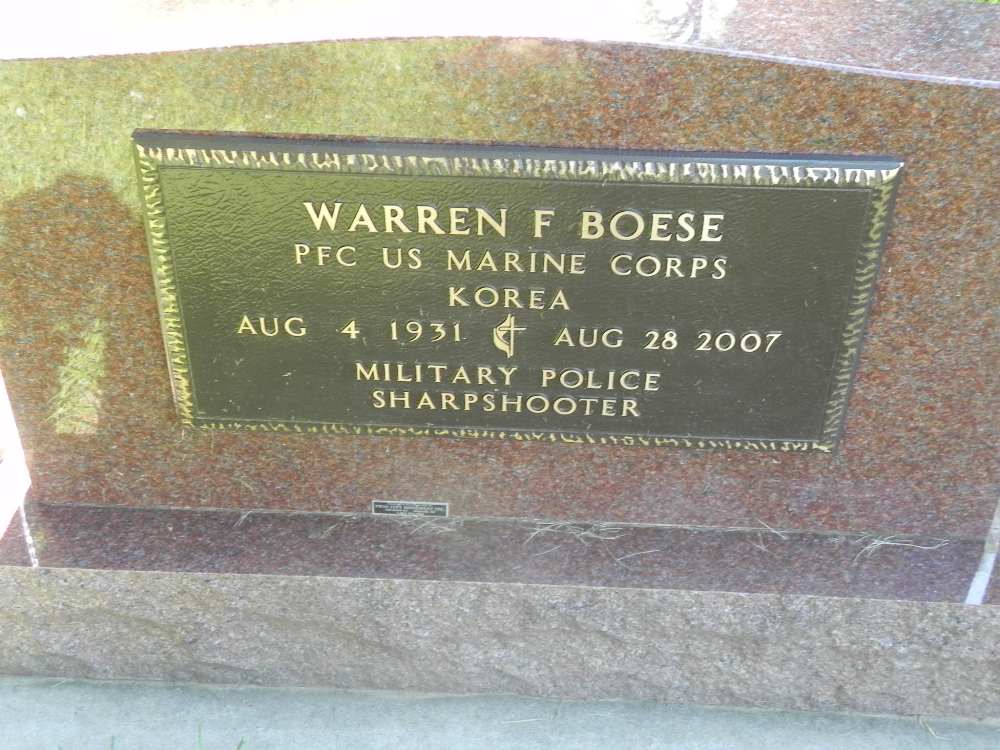 WARREN F BOESE
PFC US MARINE CORPS
KOREA
AUG 4 1931 AUG 28 2007
MILITARY POLICE
SHARPSHOOTER